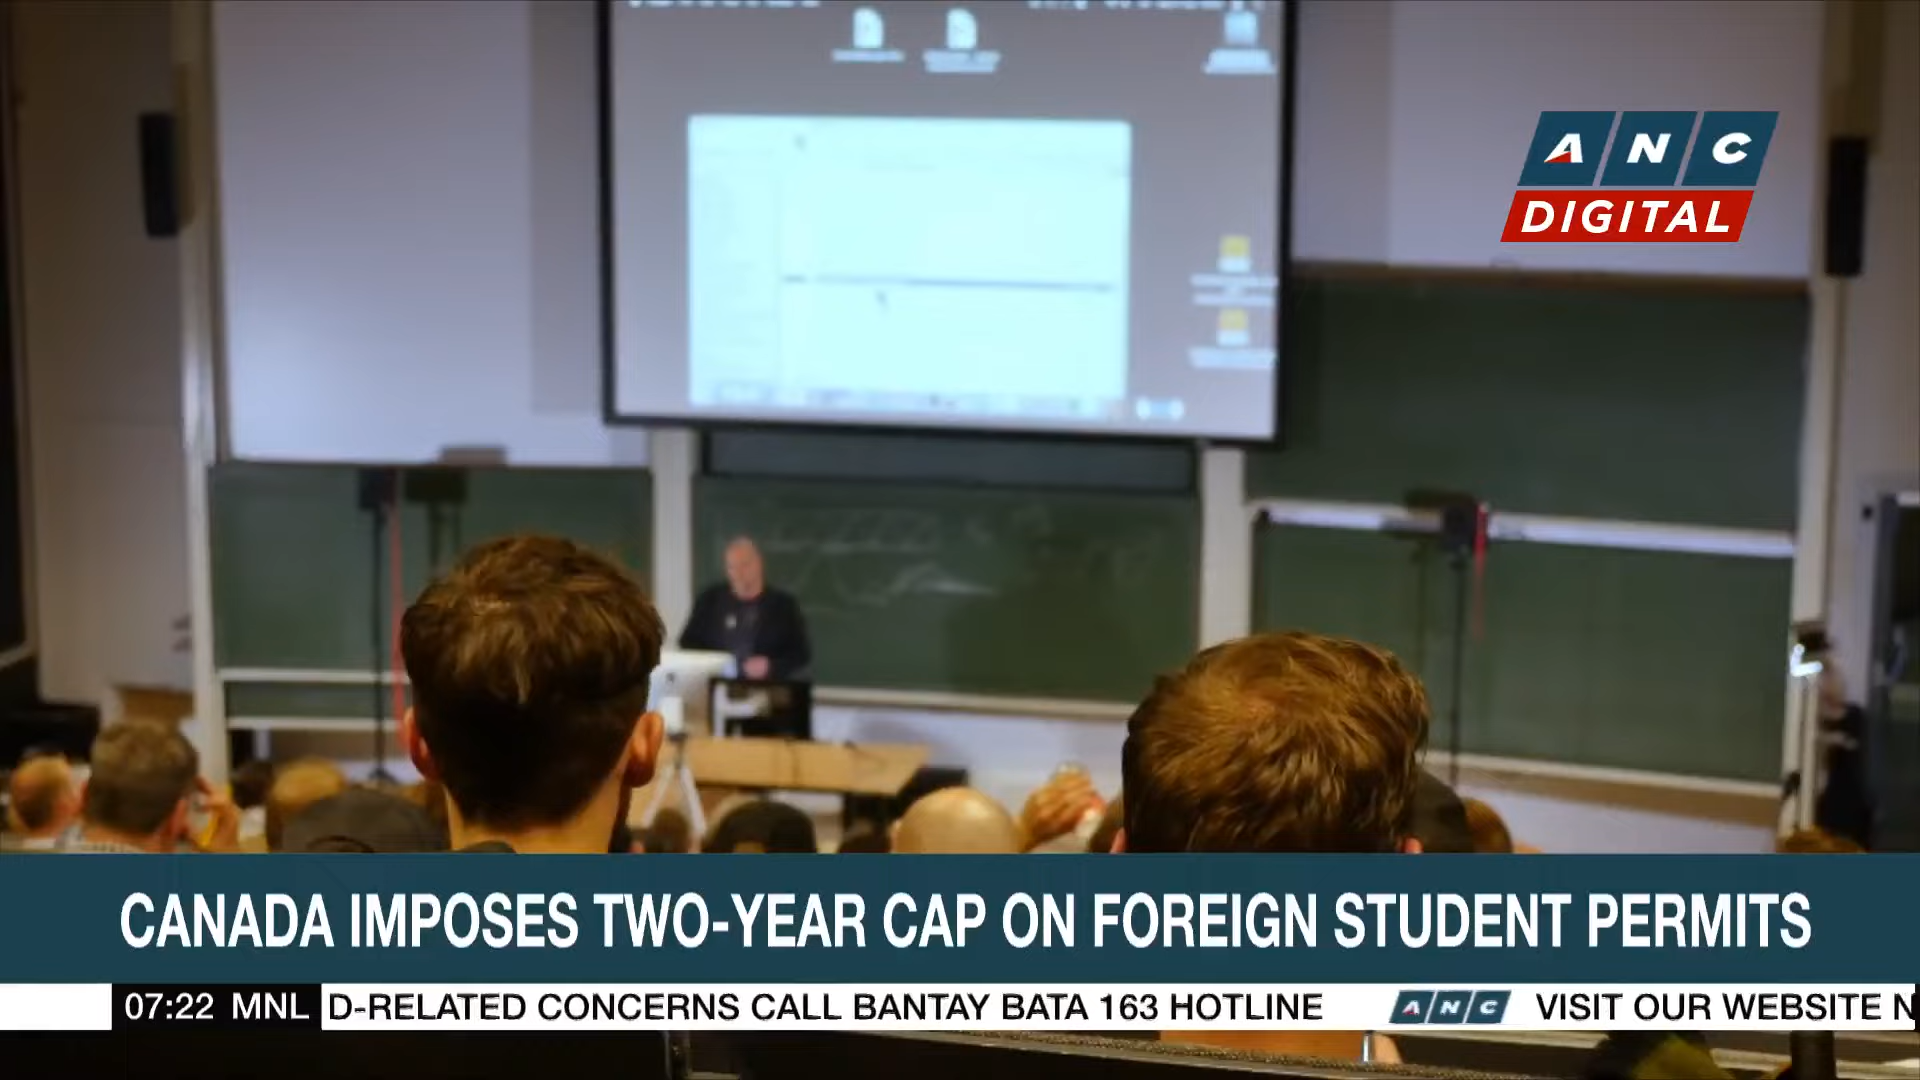 ANC
DIGITAL
CANADA IMPOSES TWO-YEAR CAP ON FOREIGN STUDENT PERMITS
07:22 MNL D-RELATED CONCERNS CALL BANTAY BATA 163 HOTLINE ANC VISIT OUR WEBSITE N